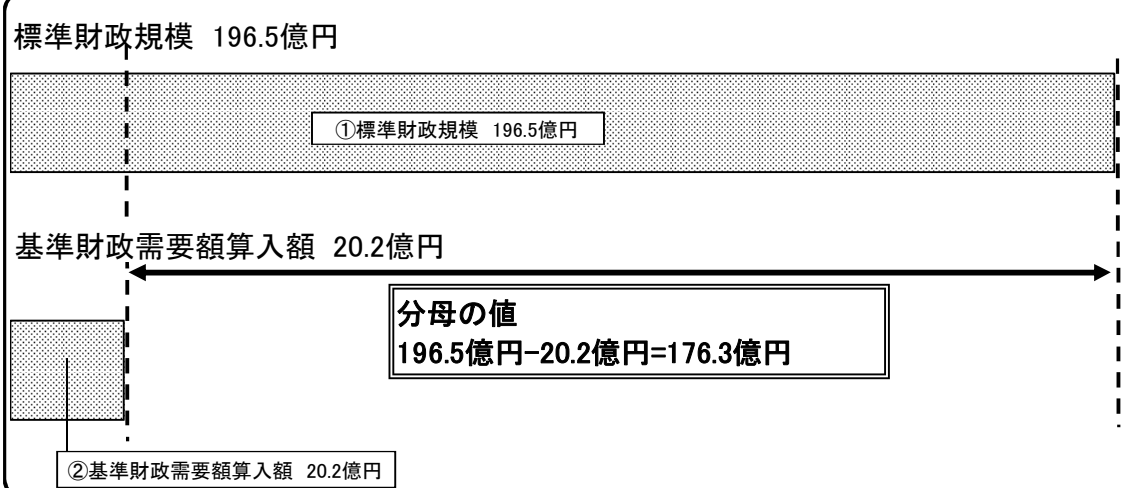 標準財政規模 196.5億円
①標準財政規模 196.5億円
基準財政需要額算入額 20.2億円
分母の値
196.5億円-20.2億円=176.3億円
②基準財政需要額算入額 20.2億円